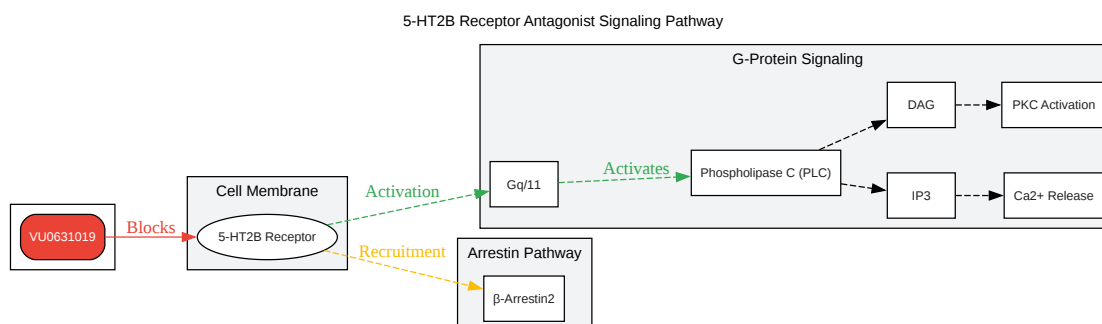 5-HT2B Receptor Antagonist Signaling Pathway
G-Protein Signaling
DAG
PKC Activation
Activates
Phospholipase C (PLC)
Gq/11
Activation
Cell Membrane
IP3
Ca2+ Release
VU0631019
Blocks
5-HT2B Receptor
Recruitment
Arrestin Pathway
β-Arrestin2